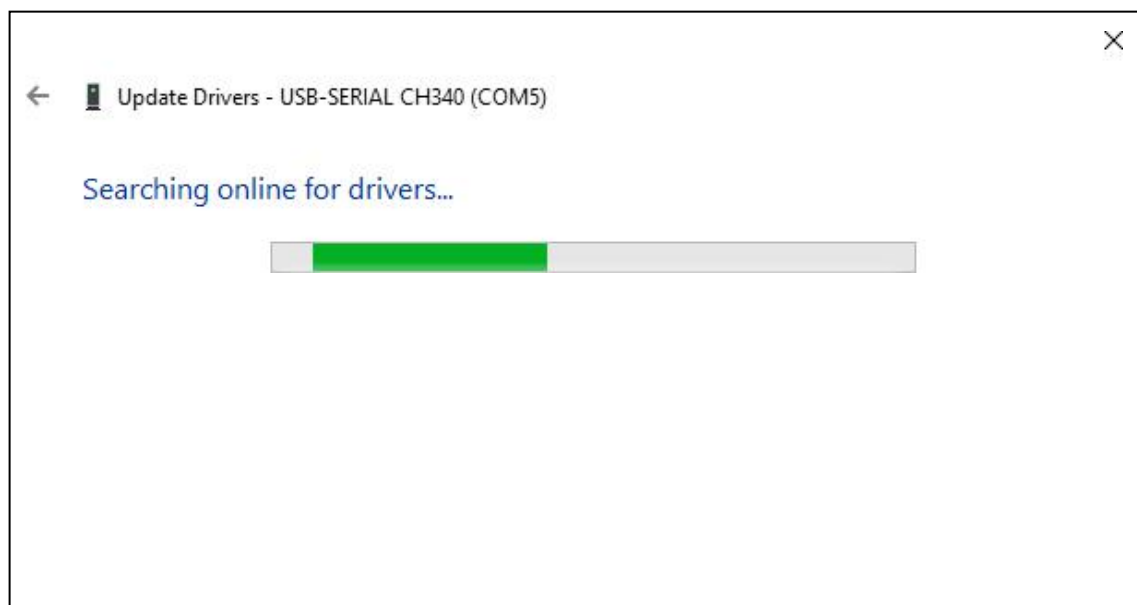 Update Drivers - USB-SERIAL CH340 (COM5)
Searching online for drivers...